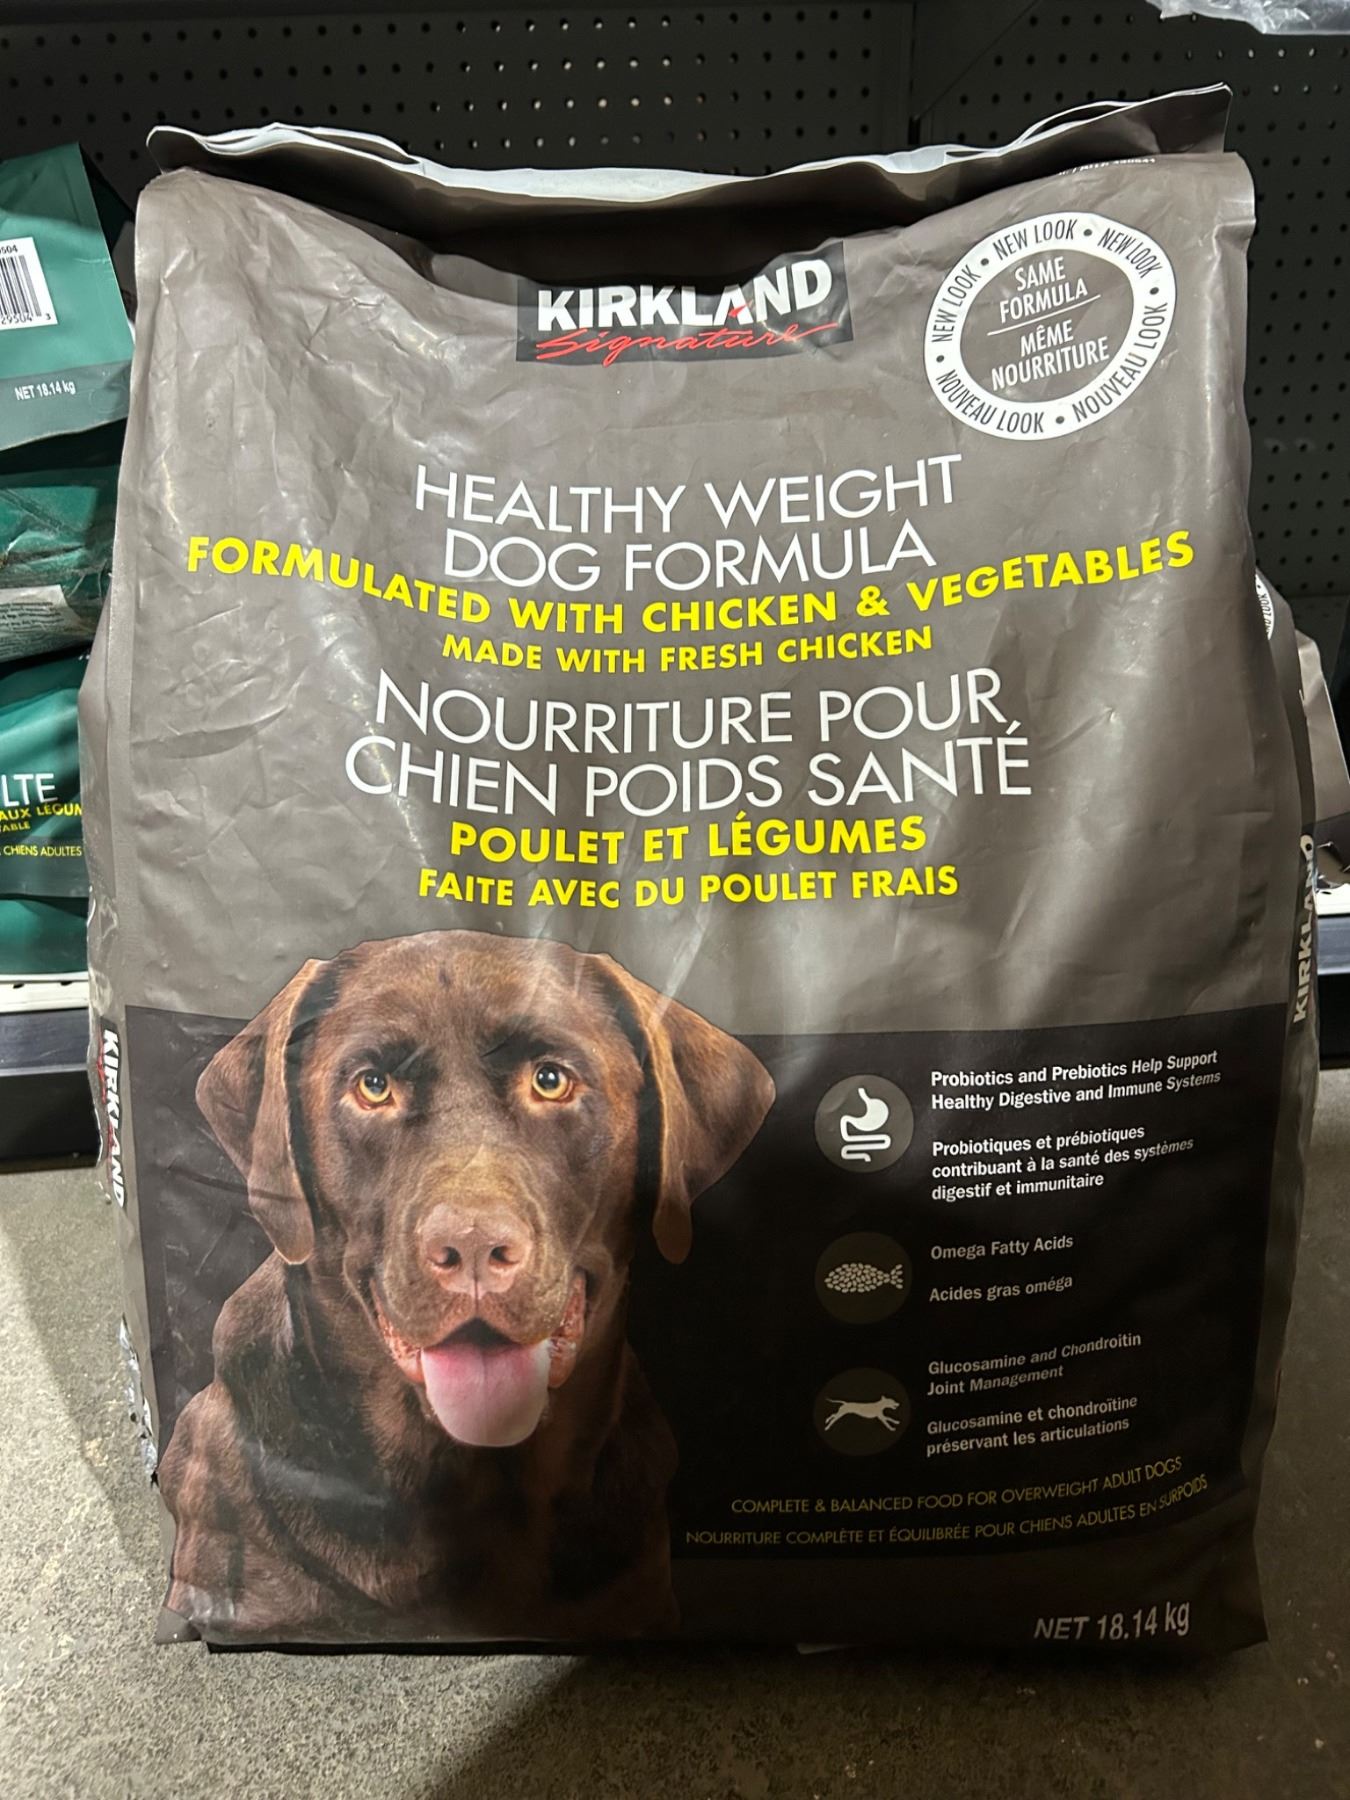 KIRKLAND
Signature
NEW LOOK • NEW LOOK • NEW LOOK • NOUVEAU LOOK • NOUVEAU LOOK •
SAME
FORMULA
MÊME
NOURRITURE
HEALTHY WEIGHT
DOG FORMULA
FORMULATED WITH CHICKEN & VEGETABLES
MADE WITH FRESH CHICKEN
NOURRITURE POUR
CHIEN POIDS SANTÉ
POULET ET LÉGUMES
FAITE AVEC DU POULET FRAIS
Probiotics and Prebiotics Help Support
Healthy Digestive and Immune Systems
Probiotiques et prébiotiques
contribuant à la santé des systèmes
digestif et immunitaire
Omega Fatty Acids
Acides gras oméga
Glucosamine and Chondroitin
Joint Management
Glucosamine et chondroïtine
préservant les articulations
COMPLETE & BALANCED FOOD FOR OVERWEIGHT ADULT DOGS
NOURRITURE COMPLÈTE ET ÉQUILIBRÉE POUR CHIENS ADULTES EN SURPOIDS
NET 18.14 kg
KIRKLAND
KIRKLAND
NET 18.14 kg
CHIENS ADULTES